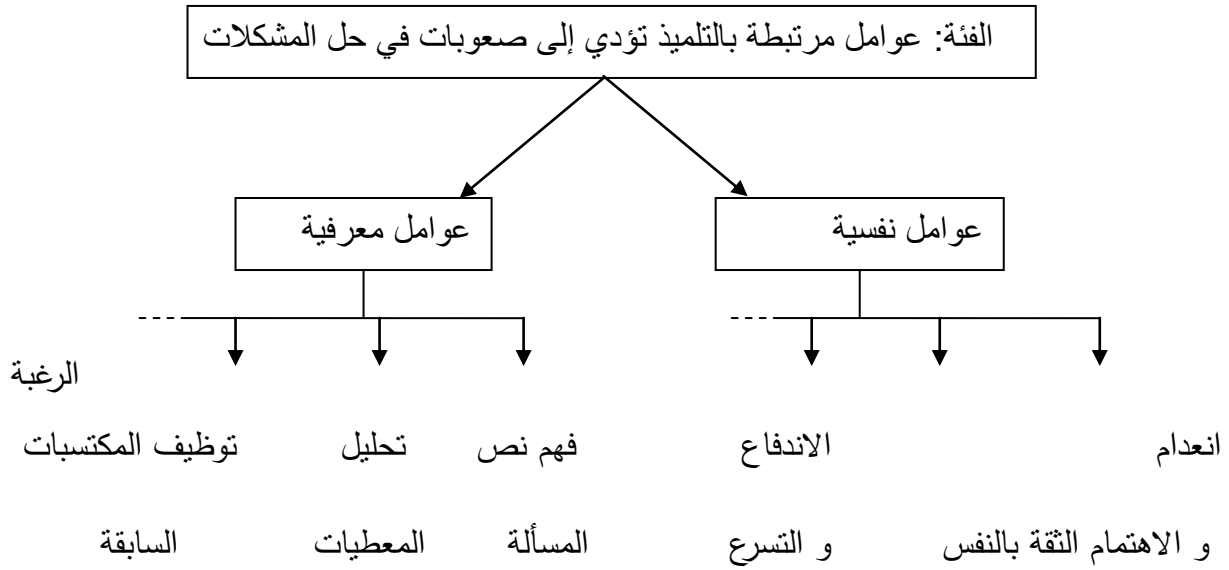 الفئة: عوامل مرتبطة بالتلميذ تؤدي إلى صعوبات في حل المشكلات
عوامل نفسية
عوامل معرفية
الرغبة
انعدام الاندفاع فهم نص تحليل توظيف المكتسبات
و الاهتمام الثقة بالنفس و التسرع المسألة المعطيات السابقة